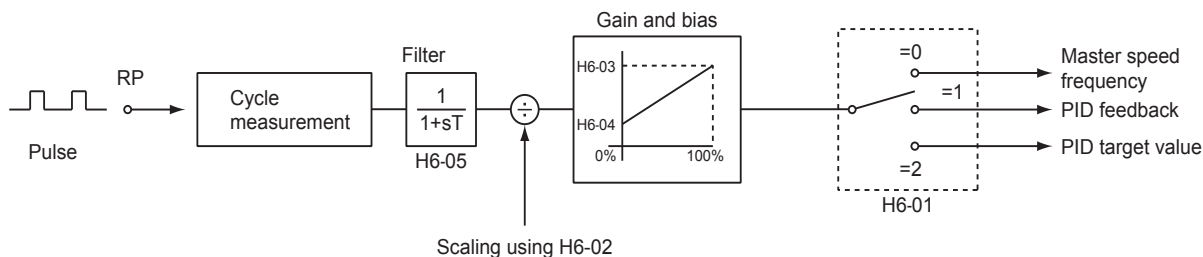 Pulse
RP
Cycle
measurement
Filter
1
1+sT
H6-05
÷
Scaling using H6-02
Gain and bias
H6-03
H6-04
0%
100%
=0
=1
=2
H6-01
Master speed
frequency
PID feedback
PID target value